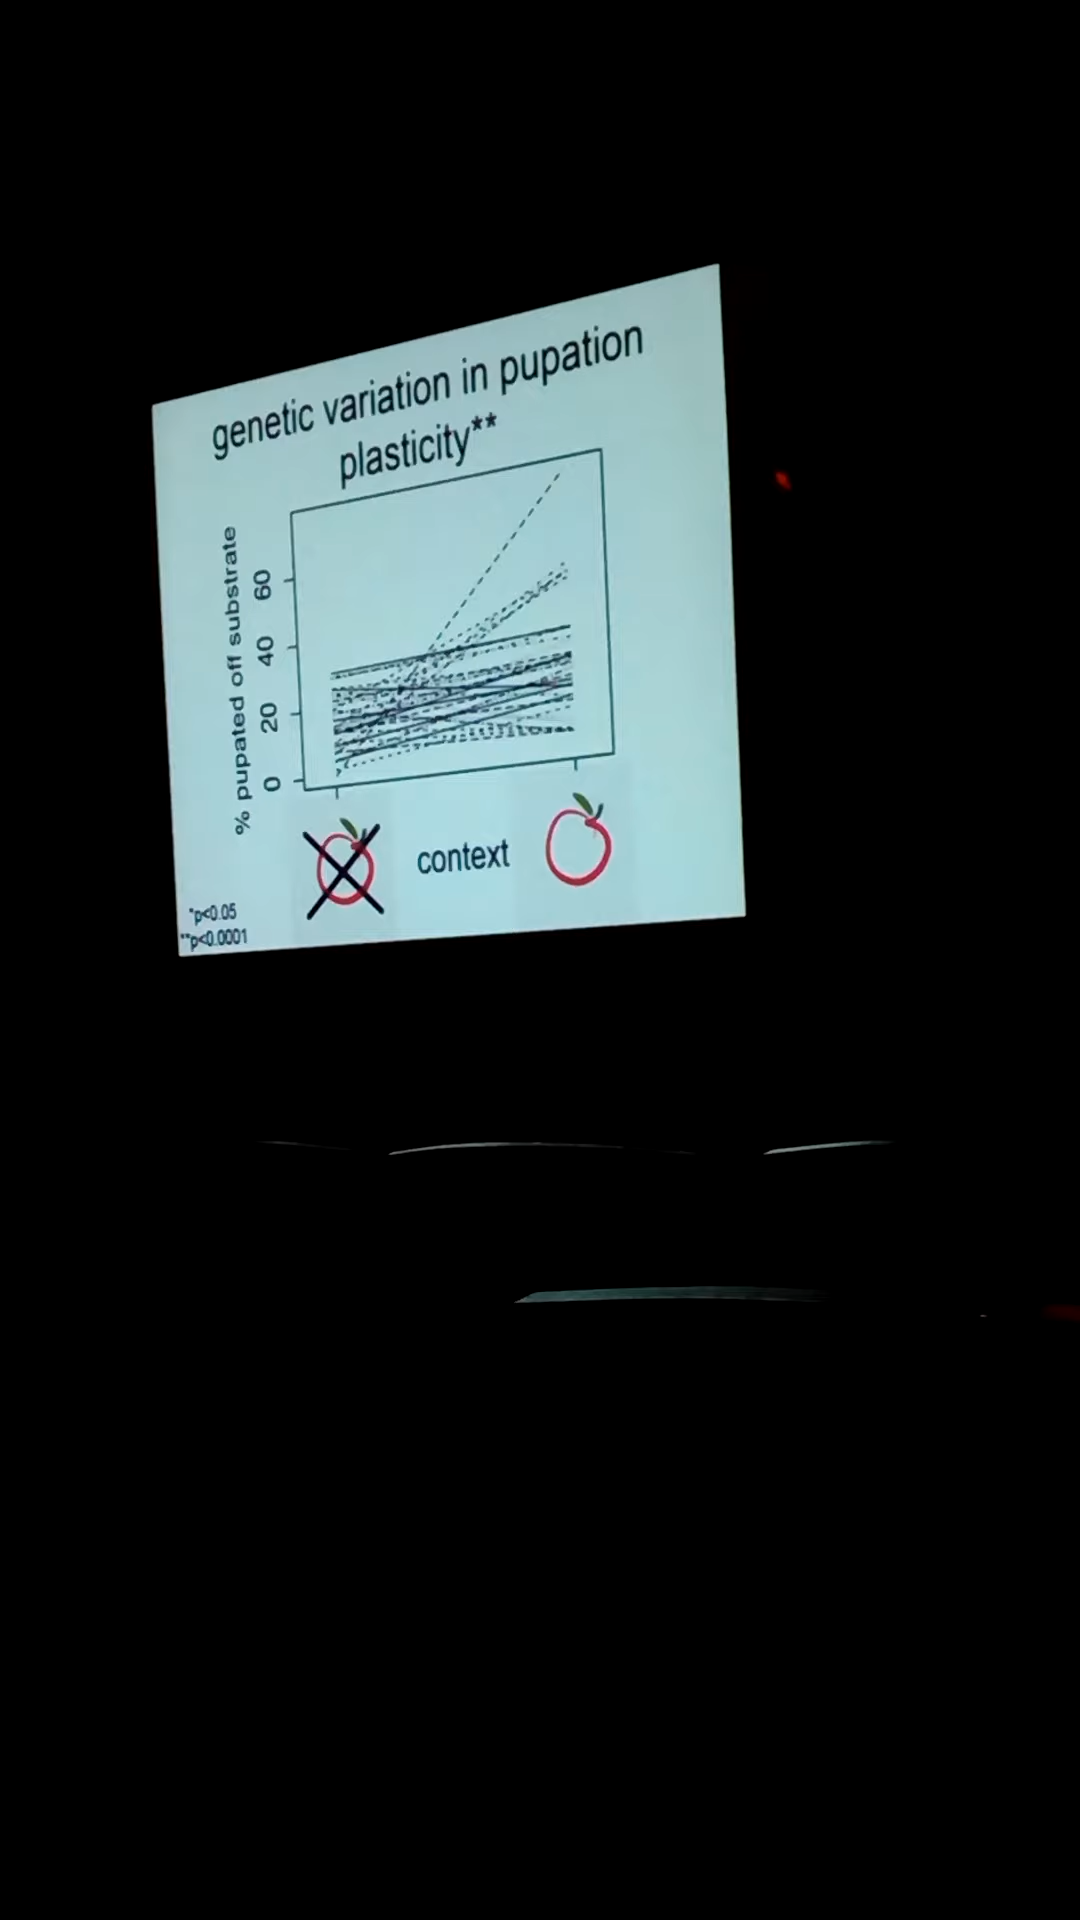 genetic variation in pupation
plasticity**
% pupated off substrate
60
40
20
0
context
*p<0.05
**p<0.0001